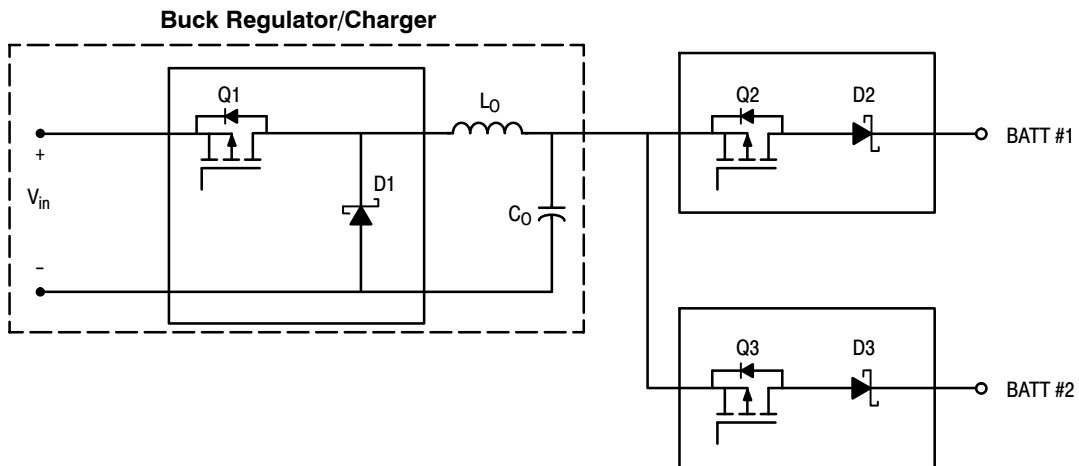 Buck Regulator/Charger
Q1
LO
Q2
D2
BATT #1
+
Vin
D1
CO
–
Q3
D3
BATT #2